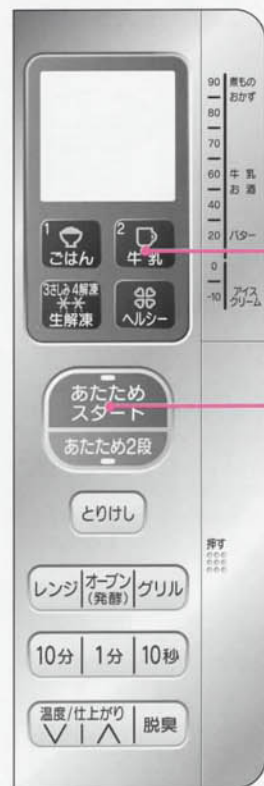 1
ごはん
2
牛乳
3さしみ 4解凍
生解凍
ヘルシー
あたため
スタート
あたため2段
とりけし
レンジ
オーブン
(発酵)
グリル
10分
1分
10秒
温度/仕上がり
脱臭
90 煮もの
おかず
80
70
60 牛乳
お酒
40
20 バター
0
-10 アイス
クリーム
押す